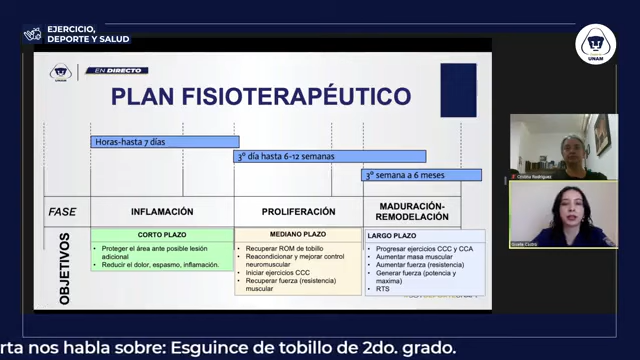 EJERCICIO,
DEPORTE Y SALUD
UNAM
UNAM
EN DIRECTO
PLAN FISIOTERAPÉUTICO
Horas-hasta 7 días
3º día hasta 6-12 semanas
3º semana a 6 meses
FASE
INFLAMACIÓN
PROLIFERACIÓN
MADURACIÓN-
REMODELACIÓN
OBJETIVOS
CORTO PLAZO
• Proteger el área ante posible lesión
adicional
• Reducir el dolor, espasmo, inflamación.
MEDIANO PLAZO
• Recuperar ROM de tobillo
• Reacondicionar y mejorar control
neuromuscular
• Iniciar ejercicios CCC
• Recuperar fuerza (resistencia)
muscular
LARGO PLAZO
• Progresar ejercicios CCC y CCA
• Aumentar masa muscular
• Aumentar fuerza (resistencia)
• Generar fuerza (potencia y
maxima)
• RTS
Rodríguez
rta nos habla sobre: Esguince de tobillo de 2do. grado.